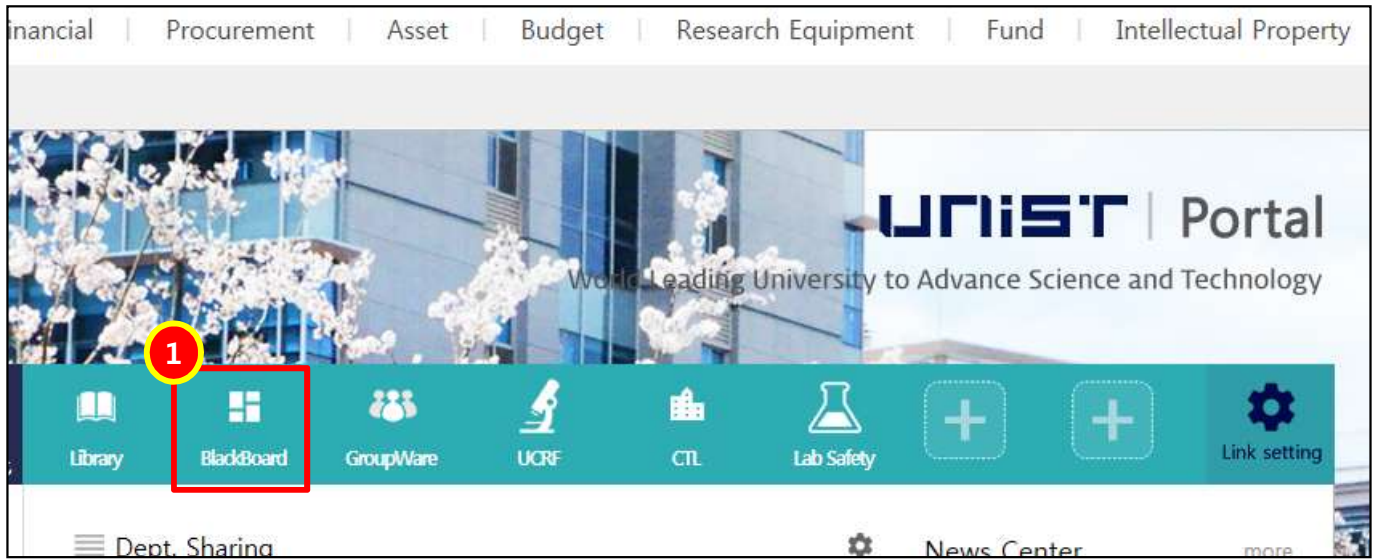 inancial | Procurement | Asset | Budget | Research Equipment | Fund | Intellectual Property
UNIST | Portal
World Leading University to Advance Science and Technology
1
Library BlackBoard GroupWare UCRF CTL Lab Safety Link setting
Dept. Sharing News Center more